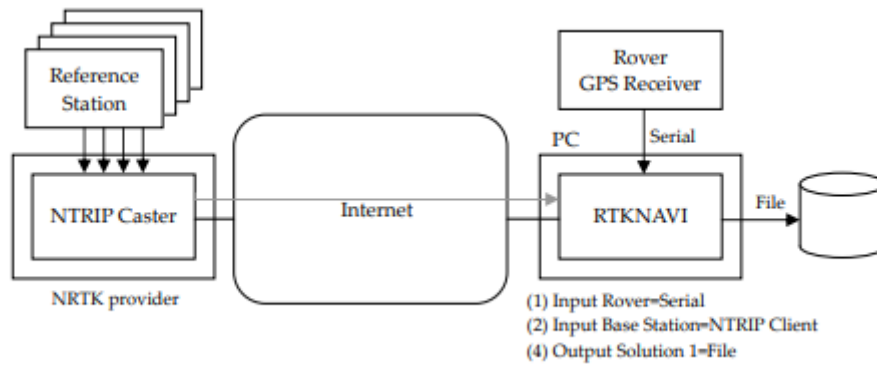 Reference
Station
Rover
GPS Receiver
Serial
PC
NTRIP Caster
Internet
RTKNAVI
File
NRTK provider
(1) Input Rover=Serial
(2) Input Base Station=NTRIP Client
(4) Output Solution 1=File